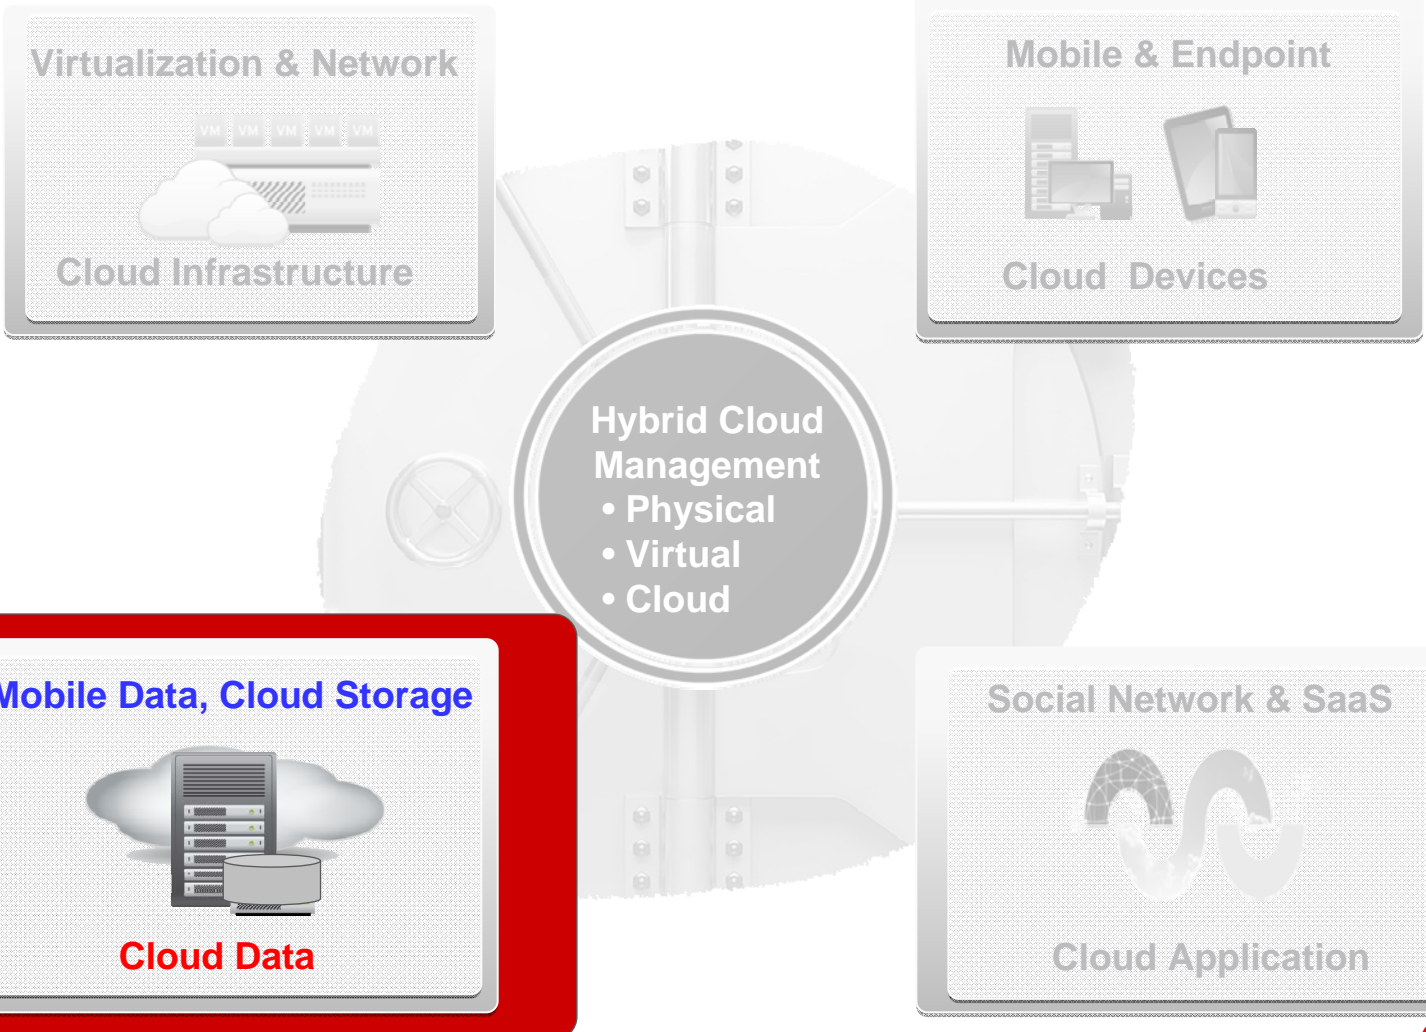 Virtualization & Network
VM VM VM VM VM
Cloud Infrastructure
Mobile & Endpoint
Cloud Devices
Hybrid Cloud
Management
• Physical
• Virtual
• Cloud
Mobile Data, Cloud Storage
Cloud Data
Social Network & SaaS
Cloud Application